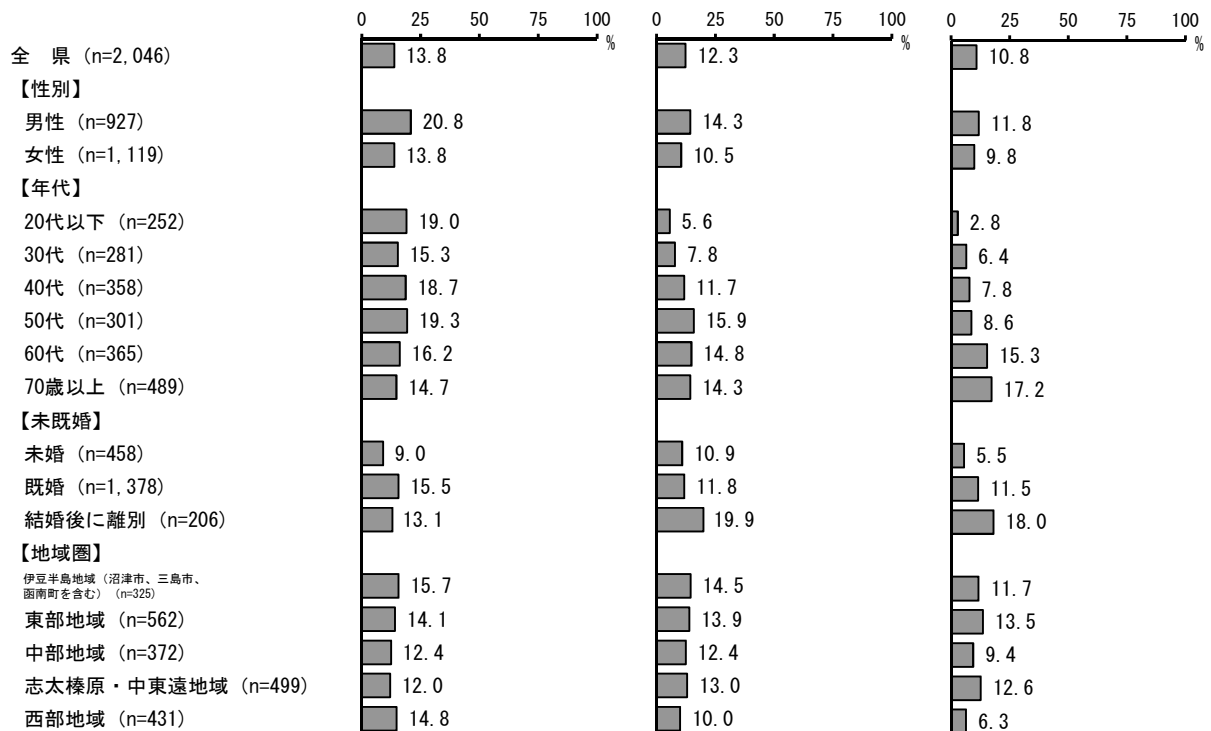 0 25 50 75 100 0 25 50 75 100 0 25 50 75 100
% % %
全　県 (n=2,046) 13.8 12.3 10.8
【性別】
男性 (n=927) 20.8 14.3 11.8
女性 (n=1,119) 13.8 10.5 9.8
【年代】
20代以下 (n=252) 19.0 5.6 2.8
30代 (n=281) 15.3 7.8 6.4
40代 (n=358) 18.7 11.7 7.8
50代 (n=301) 19.3 15.9 8.6
60代 (n=365) 16.2 14.8 15.3
70歳以上 (n=489) 14.7 14.3 17.2
【未既婚】
未婚 (n=458) 9.0 10.9 5.5
既婚 (n=1,378) 15.5 11.8 11.5
結婚後に離別 (n=206) 13.1 19.9 18.0
【地域圏】
伊豆半島地域（沼津市、三島市、
函南町を含む） (n=325) 15.7 14.5 11.7
東部地域 (n=562) 14.1 13.9 13.5
中部地域 (n=372) 12.4 12.4 9.4
志太榛原・中東遠地域 (n=499) 12.0 13.0 12.6
西部地域 (n=431) 14.8 10.0 6.3